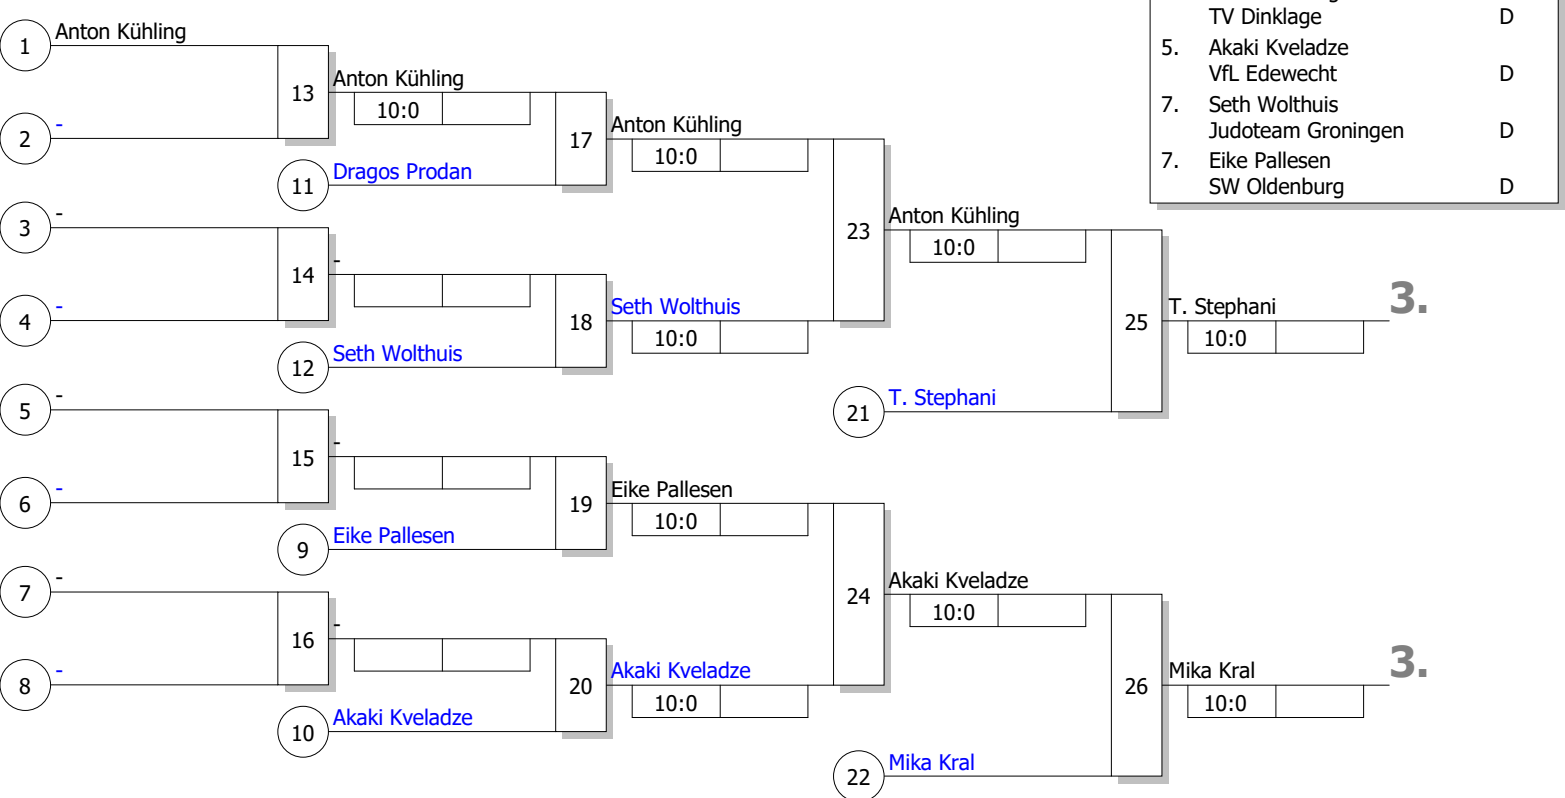 TV Dinklage D
5. Akaki Kveladze
VfL Edewecht D
7. Seth Wolthuis
Judoteam Groningen D
7. Eike Pallesen
SW Oldenburg D
1 Anton Kühling
13 Anton Kühling
10:0
2 -
17 Anton Kühling
10:0
11 Dragos Prodan
3 -
23 Anton Kühling
10:0
14 -
4 -
18 Seth Wolthuis
10:0
12 Seth Wolthuis
25 T. Stephani 3.
10:0
5 -
21 T. Stephani
15 -
6 -
19 Eike Pallesen
10:0
9 Eike Pallesen
7 -
24 Akaki Kveladze
10:0
16 -
8 -
20 Akaki Kveladze
10:0
10 Akaki Kveladze
26 Mika Kral 3.
10:0
22 Mika Kral